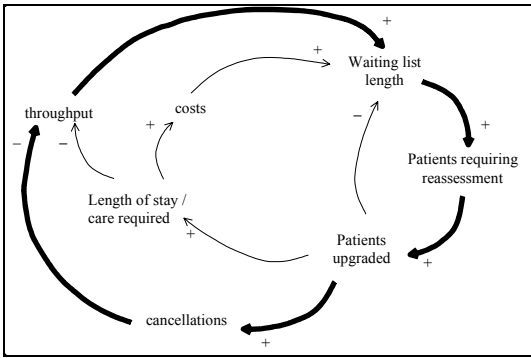 +
+
Waiting list
length
costs
throughput
+
−
+
−
−
Patients requiring
reassessment
Length of stay /
care required
+
Patients
upgraded
+
cancellations
+